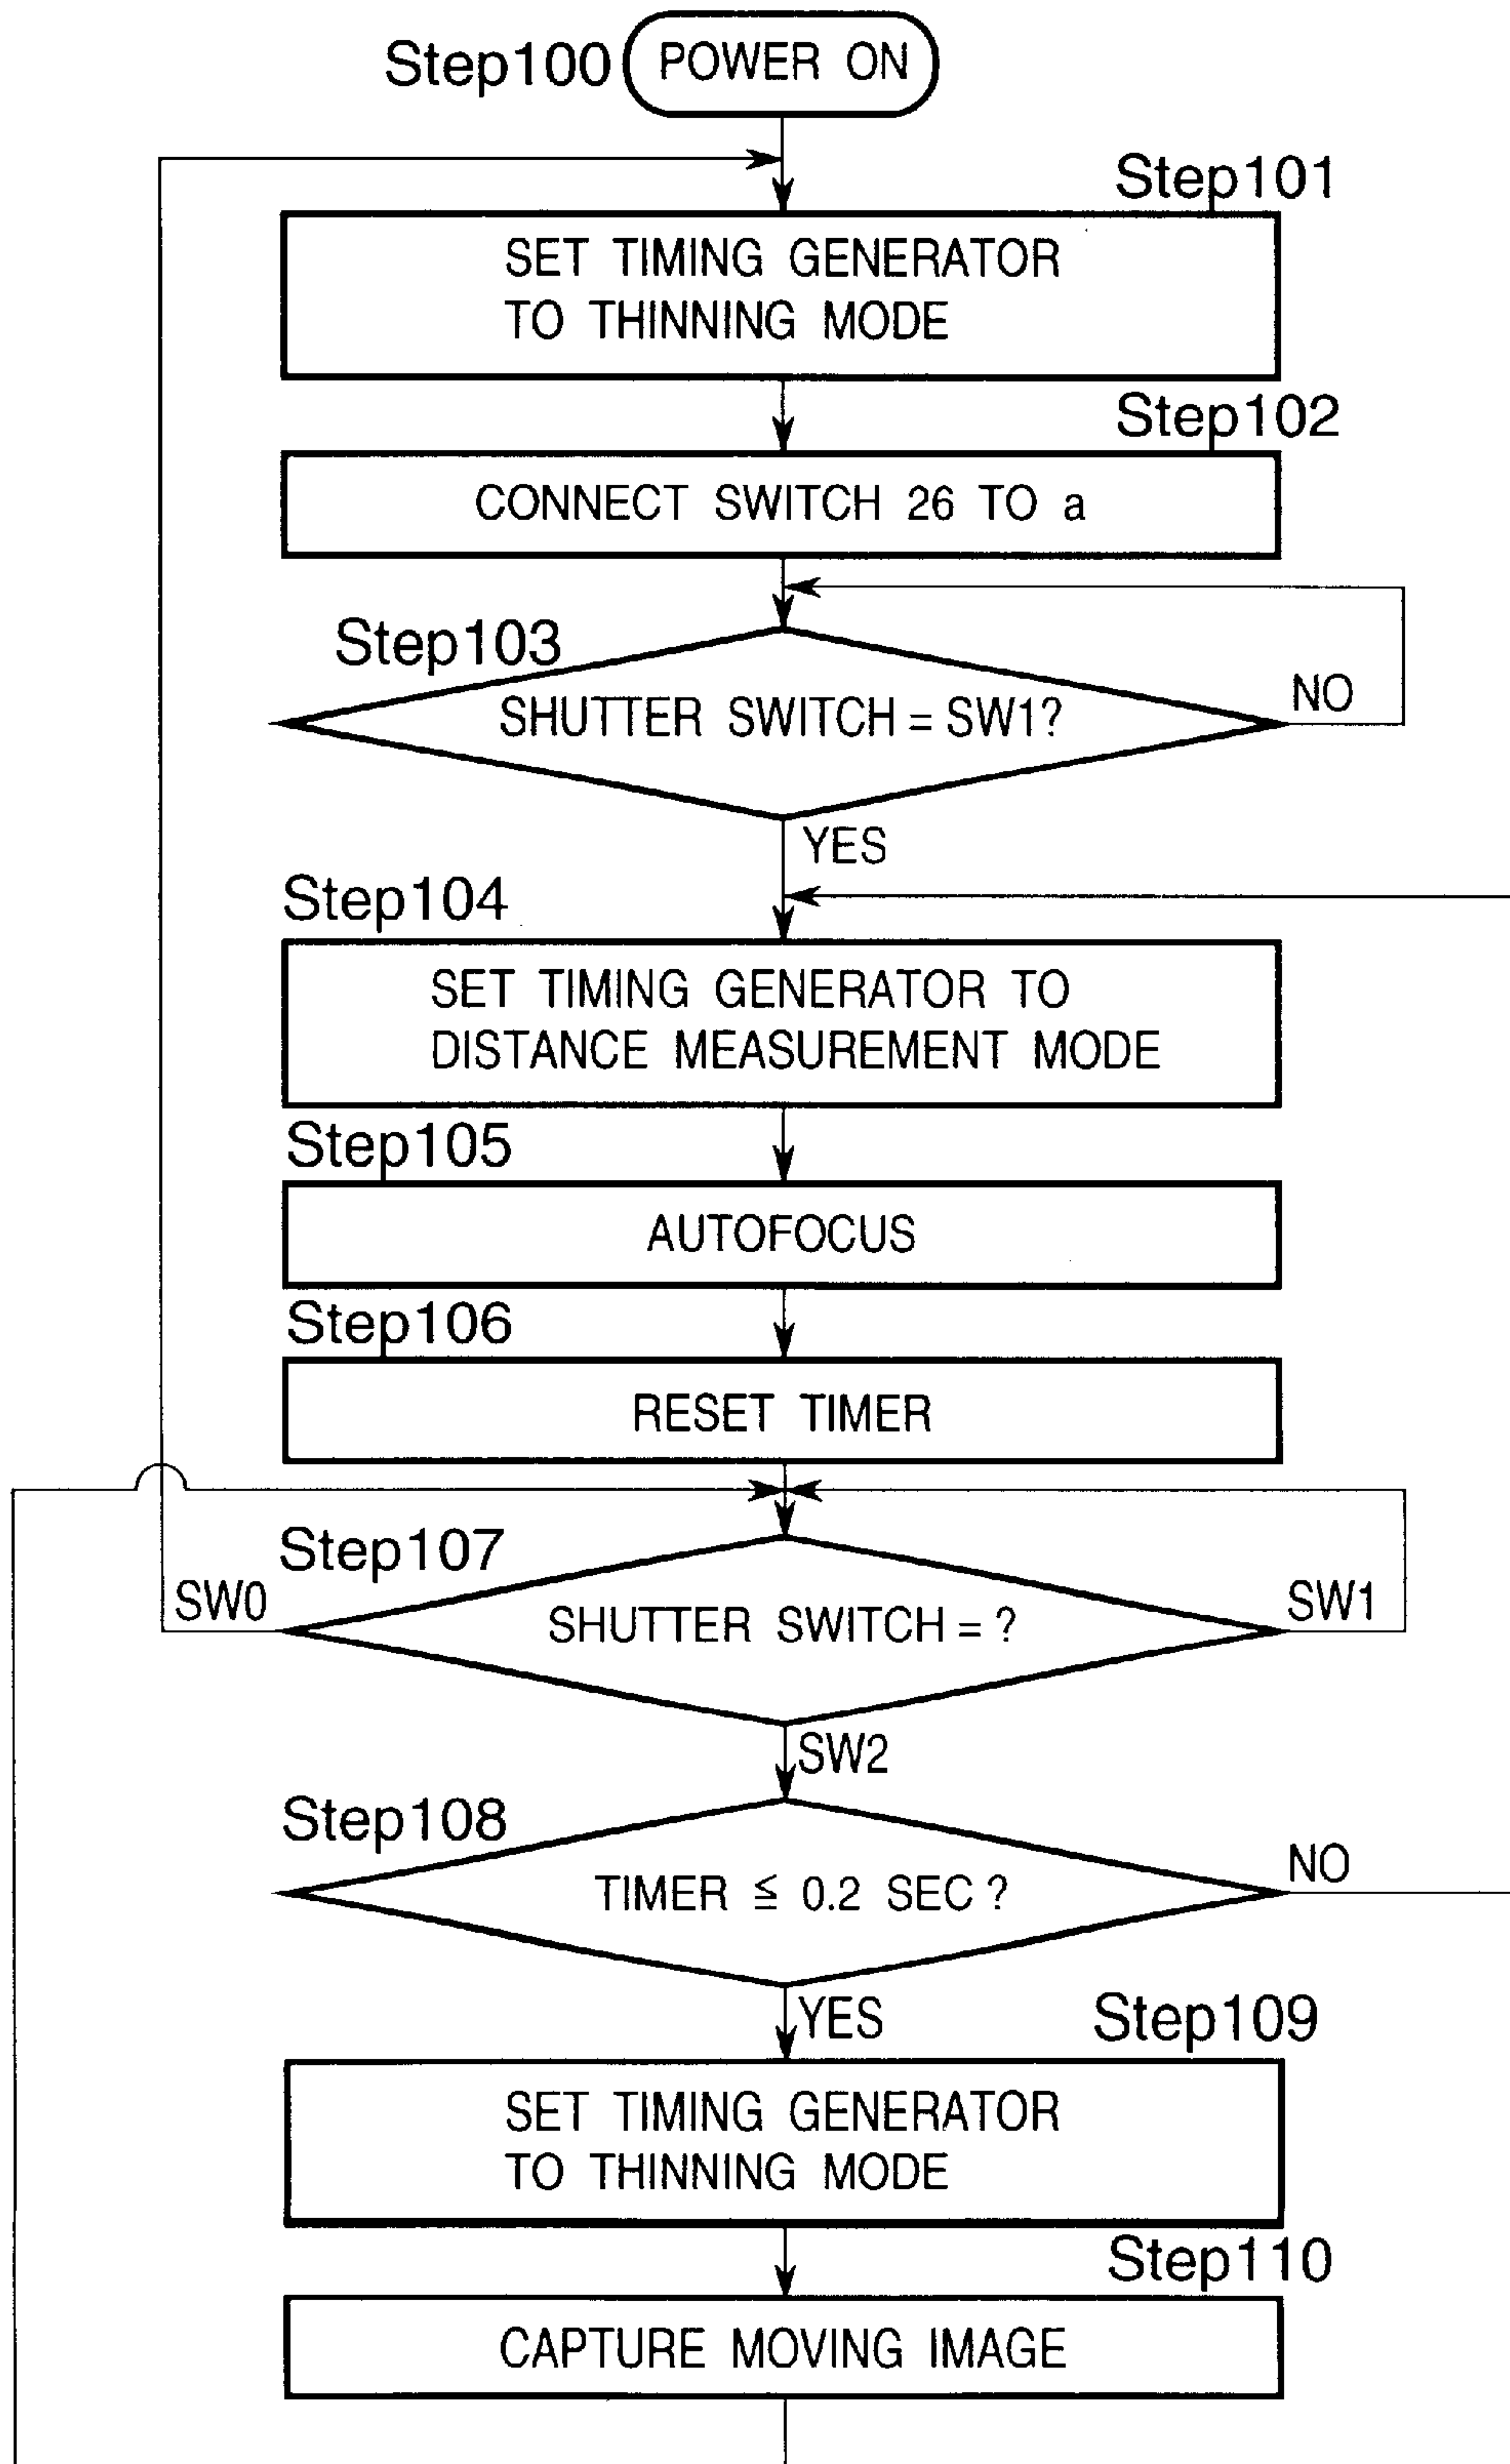 Step100
POWER ON
Step101
SET TIMING GENERATOR
TO THINNING MODE
Step102
CONNECT SWITCH 26 TO a
Step103
SHUTTER SWITCH = SW1?
NO
YES
Step104
SET TIMING GENERATOR TO
DISTANCE MEASUREMENT MODE
Step105
AUTOFOCUS
Step106
RESET TIMER
Step107
SW0
SHUTTER SWITCH = ?
SW1
SW2
Step108
TIMER ≦ 0.2 SEC ?
NO
YES
Step109
SET TIMING GENERATOR
TO THINNING MODE
Step110
CAPTURE MOVING IMAGE